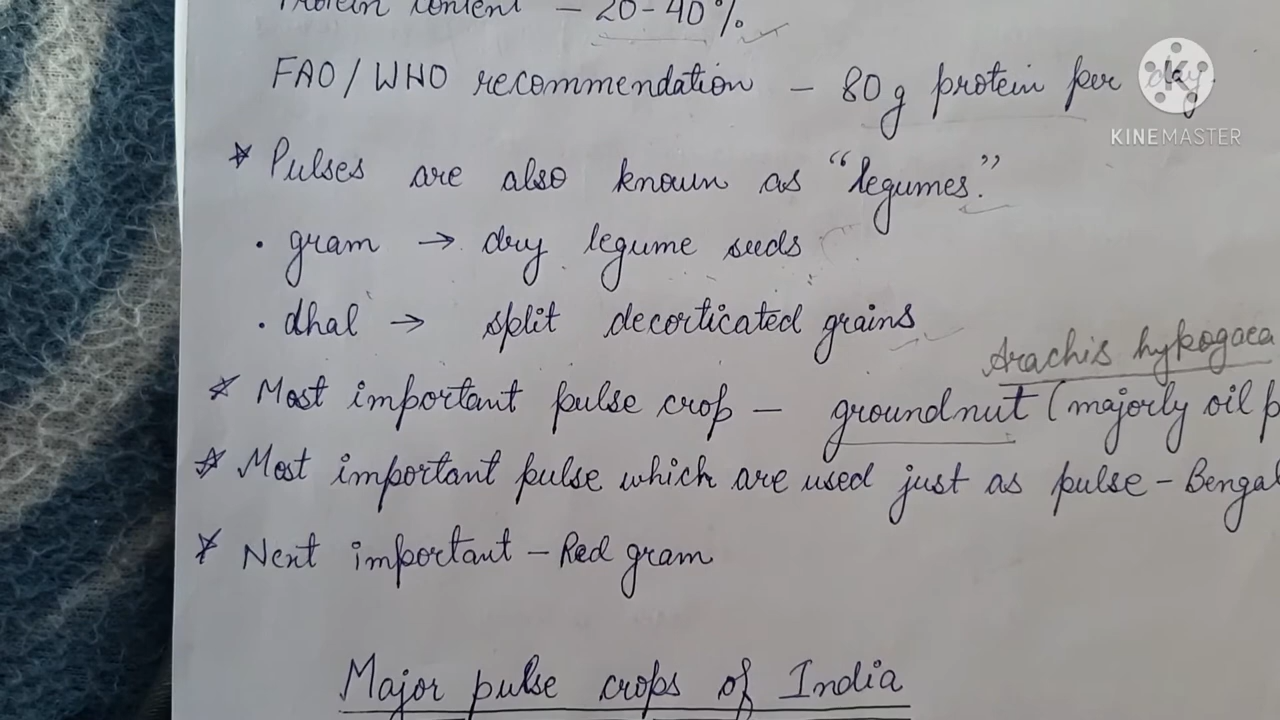 Protein content – 20-40%
FAO/WHO recommendation – 80g protein per day.
KINEMASTER
* Pulses are also known as "legumes."
· gram → dry legume seeds
· dhal → split decorticated grains
Arachis hykogaea
* Most important pulse crop – groundnut (majorly oil p
* Most important pulse which are used just as pulse – Bengal
* Next important – Red gram
Major pulse crops of India